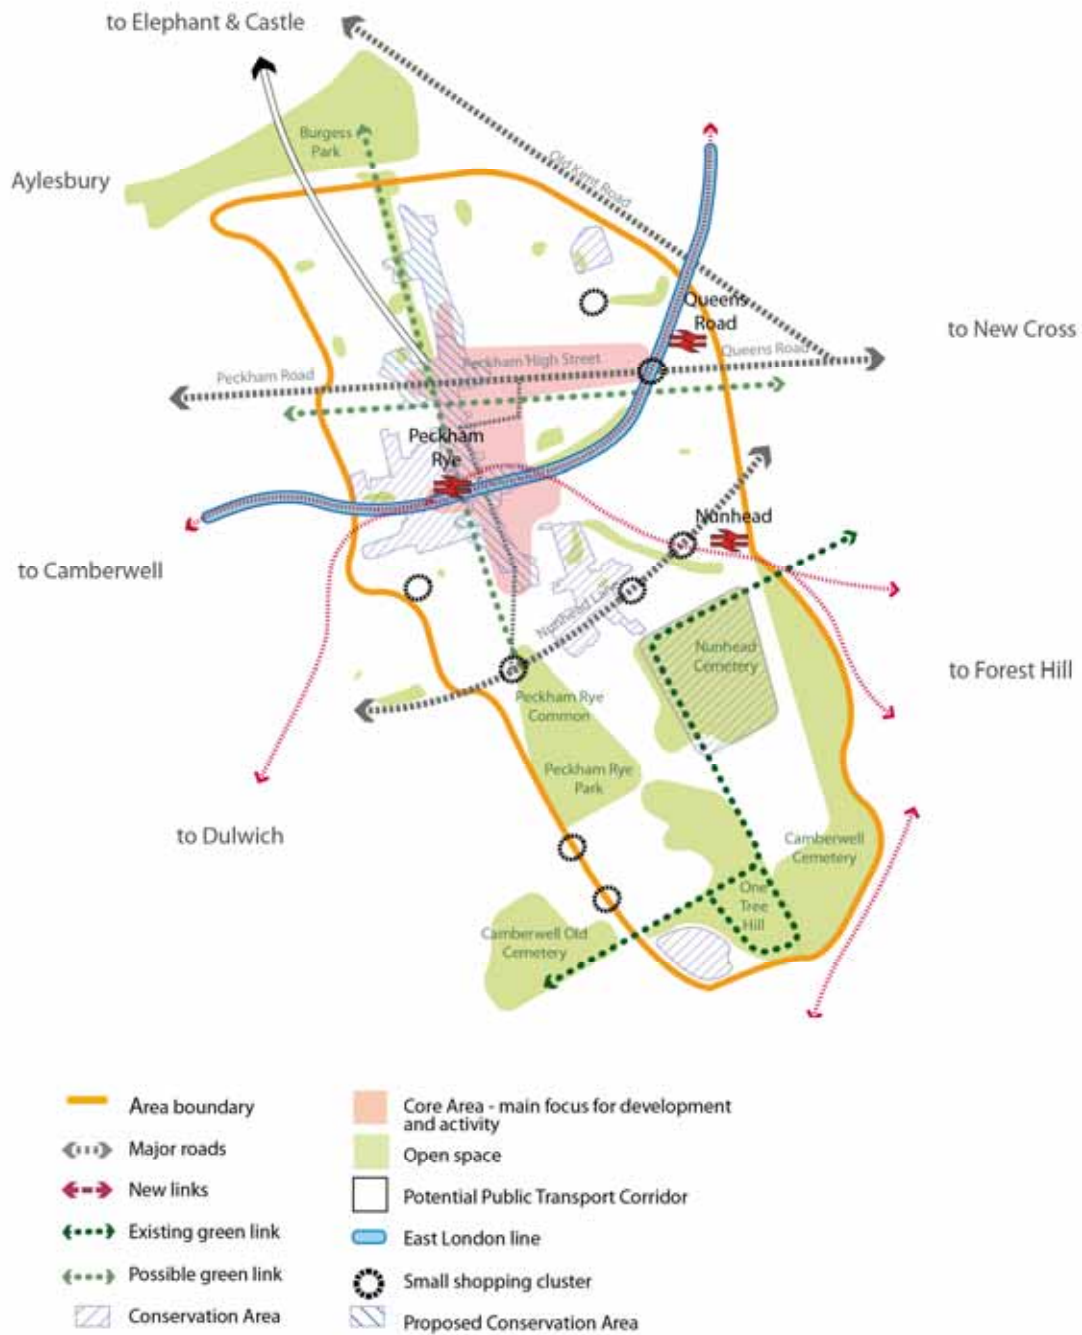 to Elephant & Castle
Burgess
Park
Aylesbury
Old Kent Road
Queens
Road
to New Cross
Peckham High Street
Queens Road
Peckham Road
Peckham
Rye
Nunhead
to Camberwell
Nunhead Lane
Nunhead
Cemetery
to Forest Hill
Peckham Rye
Common
Peckham Rye
Park
to Dulwich
Camberwell
Cemetery
One
Tree
Hill
Camberwell Old
Cemetery
Area boundary
Major roads
New links
Existing green link
Possible green link
Conservation Area
Core Area - main focus for development
and activity
Open space
Potential Public Transport Corridor
East London line
Small shopping cluster
Proposed Conservation Area